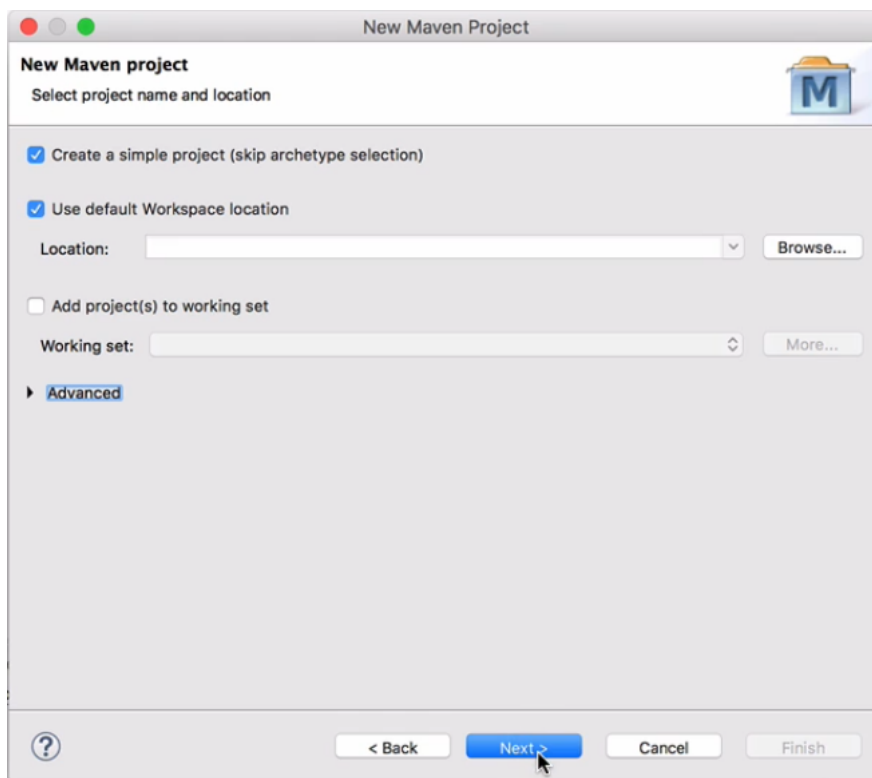 New Maven Project
New Maven project
Select project name and location
M
Create a simple project (skip archetype selection)
Use default Workspace location
Location:
Browse...
Add project(s) to working set
Working set:
More...
Advanced
?
< Back
Next >
Cancel
Finish